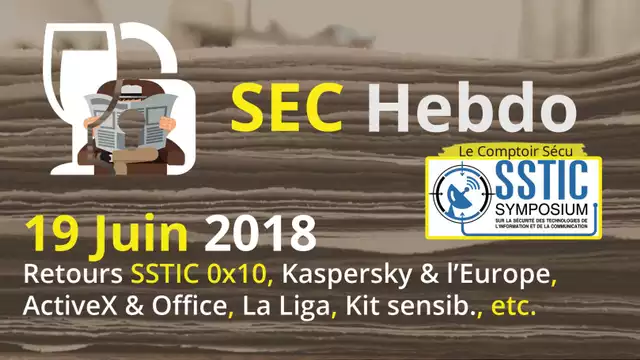 SEC Hebdo
Le Comptoir Sécu
SSTIC
SYMPOSIUM
SUR LA SÉCURITÉ DES TECHNOLOGIES DE
L'INFORMATION ET DE LA COMMUNICATION
19 Juin 2018
Retours SSTIC 0x10, Kaspersky & l'Europe,
ActiveX & Office, La Liga, Kit sensib., etc.